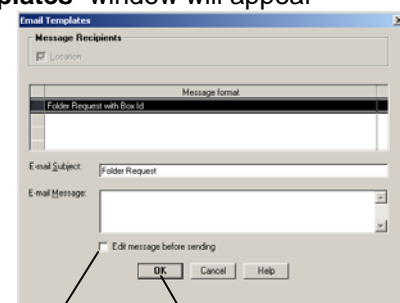 plates" window will appear
Email Templates
Message Recipients
Location
Message format
Folder Request with Box Id
E-mail Subject:
Folder Request
E-mail Message:
Edit message before sending
OK Cancel Help